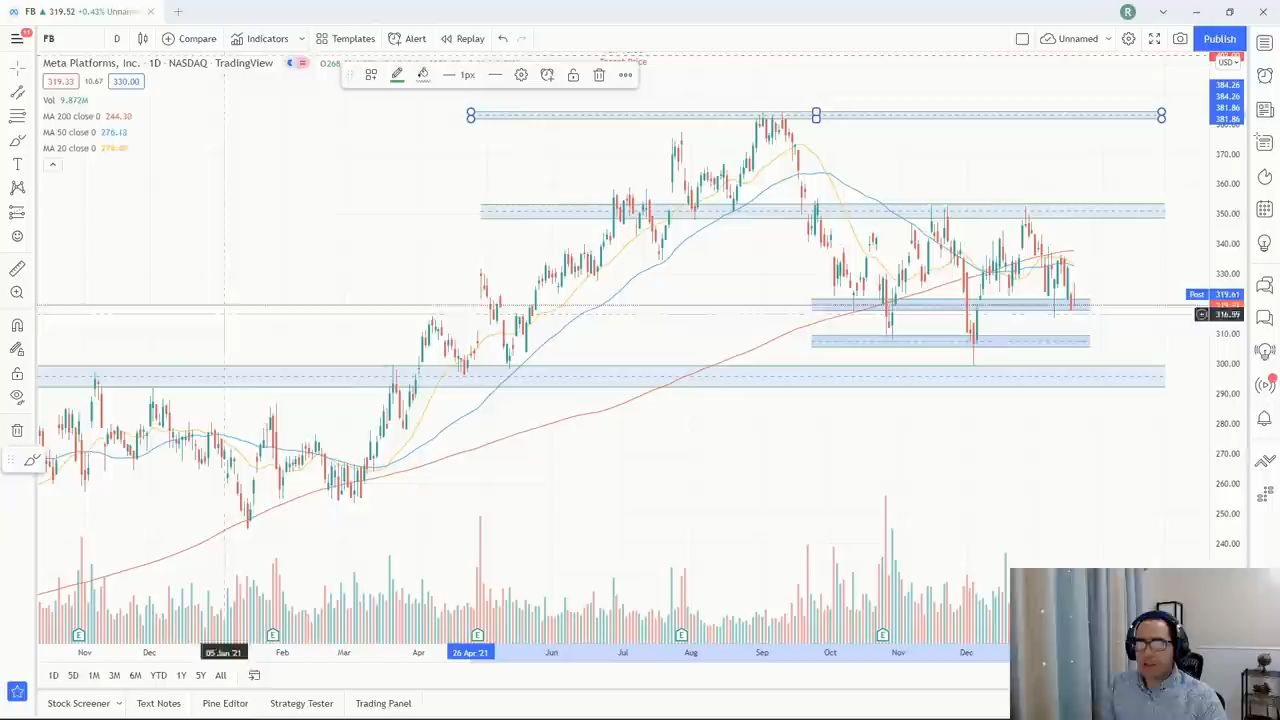 FB ▲ 319.52 +0.43% Unnam
R
11
FB D Compare Indicators Templates Alert Replay Unnamed Publish
Meta Platforms, Inc. · 1D · NASDAQ · TradingView
Target Price
USD
319.33 10.67 330.00
1px
Vol 9.872M
MA 200 close 0 244.30
MA 50 close 0 276.13
MA 20 close 0
384.26
384.26
381.86
381.86
370.00
360.00
350.00
340.00
330.00
Post 319.61
316.59
310.00
300.00
290.00
280.00
270.00
260.00
250.00
240.00
E E E E E
Nov Dec 05 Jan '21 Feb Mar Apr 26 Apr '21 Jun Jul Aug Sep Oct Nov Dec
1D 5D 1M 3M 6M YTD 1Y 5Y All
Stock Screener Text Notes Pine Editor Strategy Tester Trading Panel